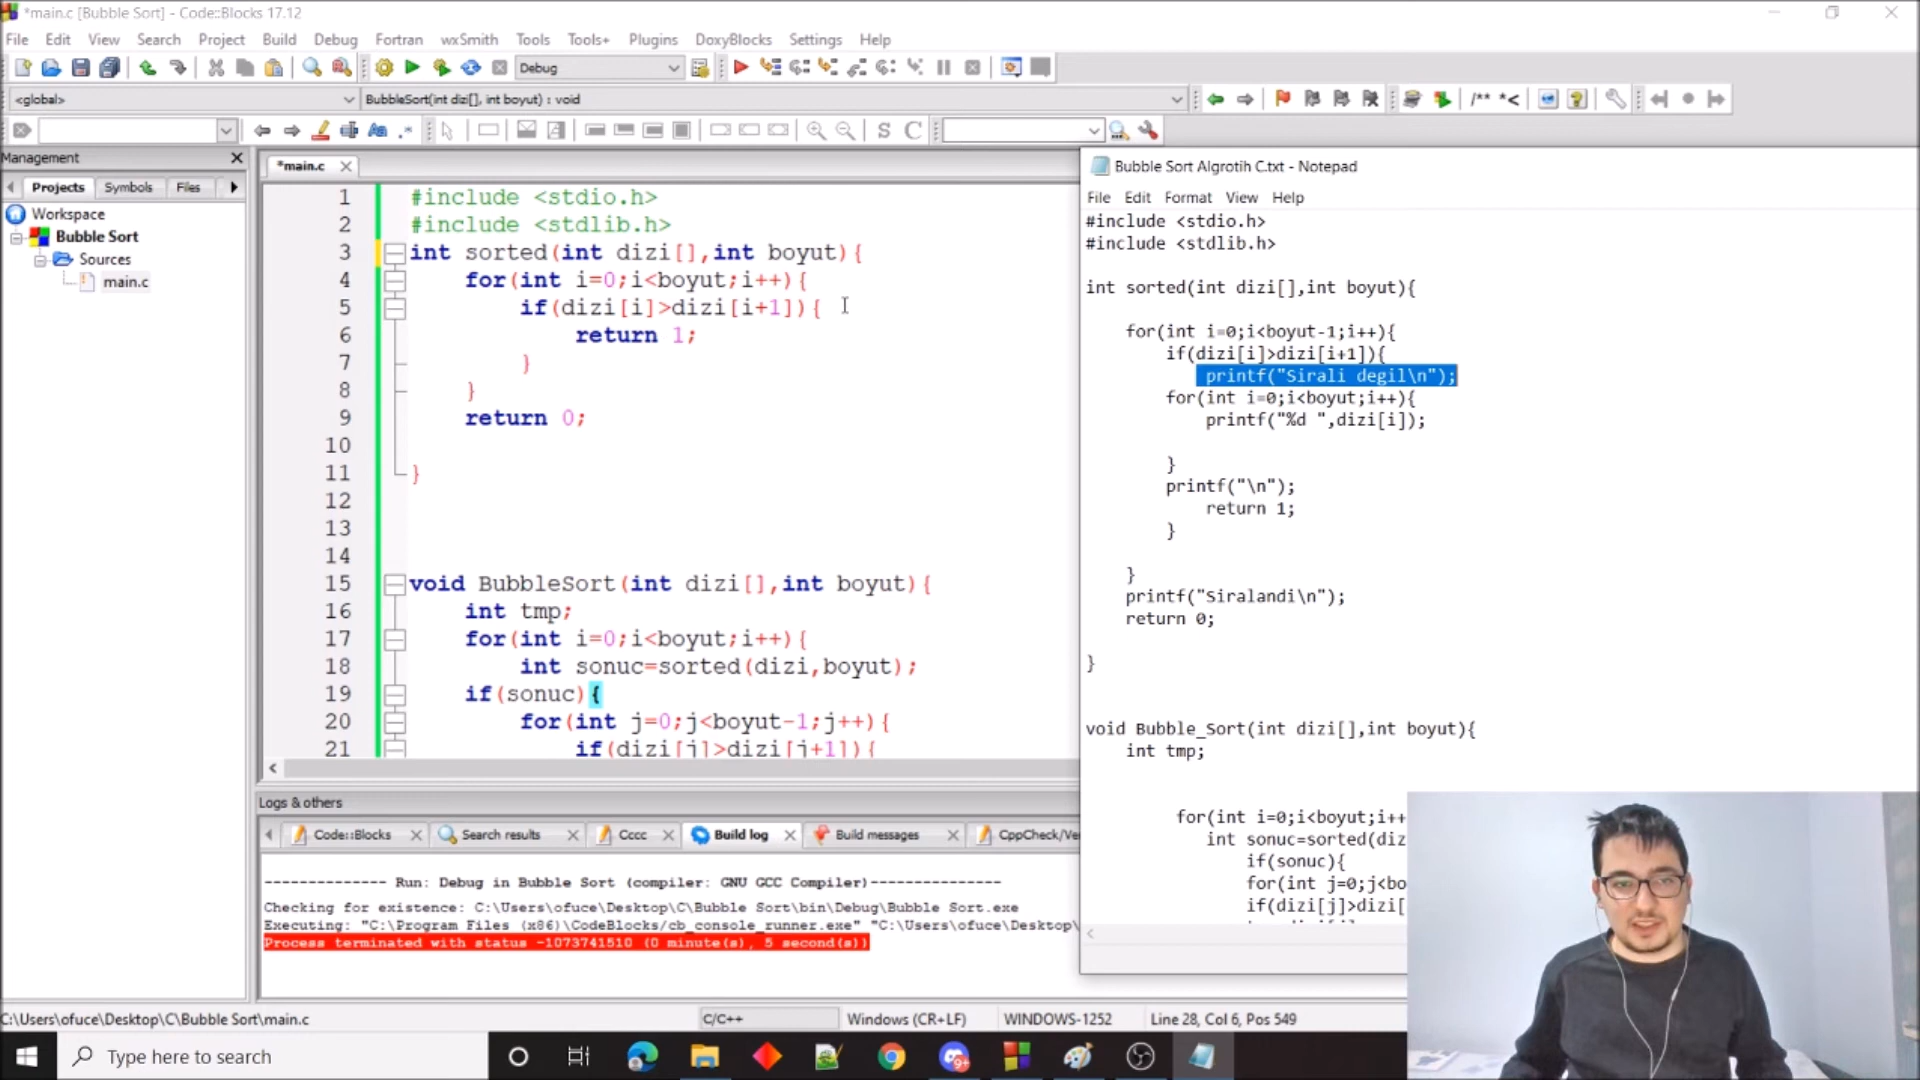 *main.c [Bubble Sort] - Code::Blocks 17.12
File Edit View Search Project Build Debug Fortran wxSmith Tools Tools+ Plugins DoxyBlocks Settings Help
Debug
<global>
BubbleSort(int dizi[], int boyut) : void
/** *<
Aa .*
S C
Management
Projects Symbols Files
Workspace
Bubble Sort
Sources
main.c
*main.c
1 #include <stdio.h>
2 #include <stdlib.h>
3 int sorted(int dizi[],int boyut){
4 for(int i=0;i<boyut;i++){
5 if(dizi[i]>dizi[i+1]){
6 return 1;
7 }
8 }
9 return 0;
10
11 }
12
13
14
15 void BubbleSort(int dizi[],int boyut){
16 int tmp;
17 for(int i=0;i<boyut;i++){
18 int sonuc=sorted(dizi,boyut);
19 if(sonuc){
20 for(int j=0;j<boyut-1;j++){
21 if(dizi[j]>dizi[j+1]){
Bubble Sort Algrotih C.txt - Notepad
File Edit Format View Help
#include <stdio.h>
#include <stdlib.h>
int sorted(int dizi[],int boyut){
for(int i=0;i<boyut-1;i++){
if(dizi[i]>dizi[i+1]){
printf("Sirali degil\n");
for(int i=0;i<boyut;i++){
printf("%d ",dizi[i]);
}
printf("\n");
return 1;
}
}
printf("Siralandi\n");
return 0;
}
void Bubble_Sort(int dizi[],int boyut){
int tmp;
for(int i=0;i<boyut;i++
int sonuc=sorted(diz
if(sonuc){
for(int j=0;j<bo
if(dizi[j]>dizi[
Logs & others
Code::Blocks Search results Cccc Build log Build messages CppCheck/Ve
-------------- Run: Debug in Bubble Sort (compiler: GNU GCC Compiler)---------------
Checking for existence: C:\Users\ofuce\Desktop\C\Bubble Sort\bin\Debug\Bubble Sort.exe
Executing: "C:\Program Files (x86)\CodeBlocks/cb_console_runner.exe" "C:\Users\ofuce\Desktop\
Process terminated with status -1073741510 (0 minute(s), 5 second(s))
C:\Users\ofuce\Desktop\C\Bubble Sort\main.c
C/C++
Windows (CR+LF)
WINDOWS-1252
Line 28, Col 6, Pos 549
Type here to search